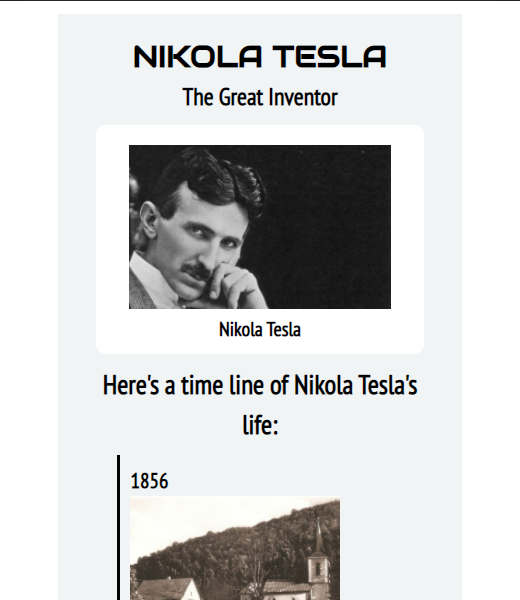 NIKOLA TESLA
The Great Inventor
Nikola Tesla
Here's a time line of Nikola Tesla's
life:
1856